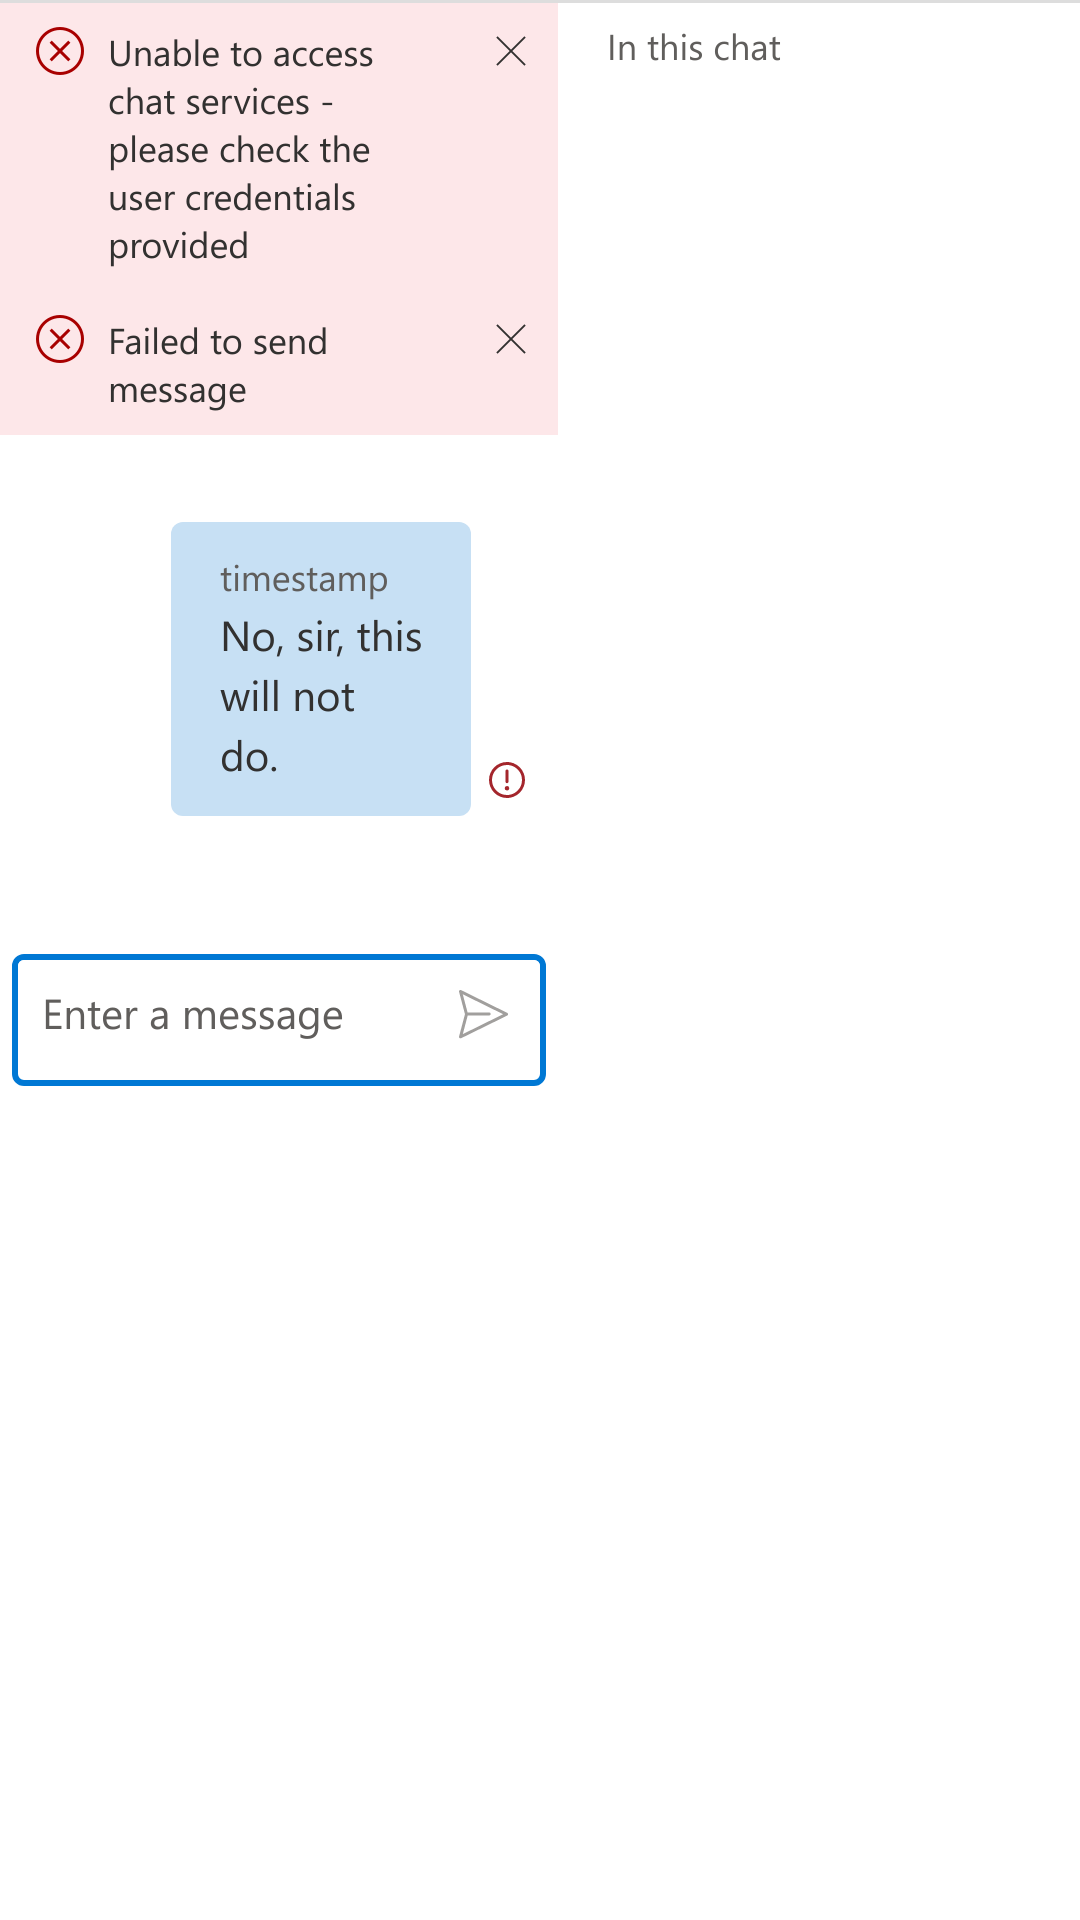 Unable to access
chat services -
please check the
user credentials
provided
Failed to send
message
In this chat
timestamp
No, sir, this
will not
do.
Enter a message